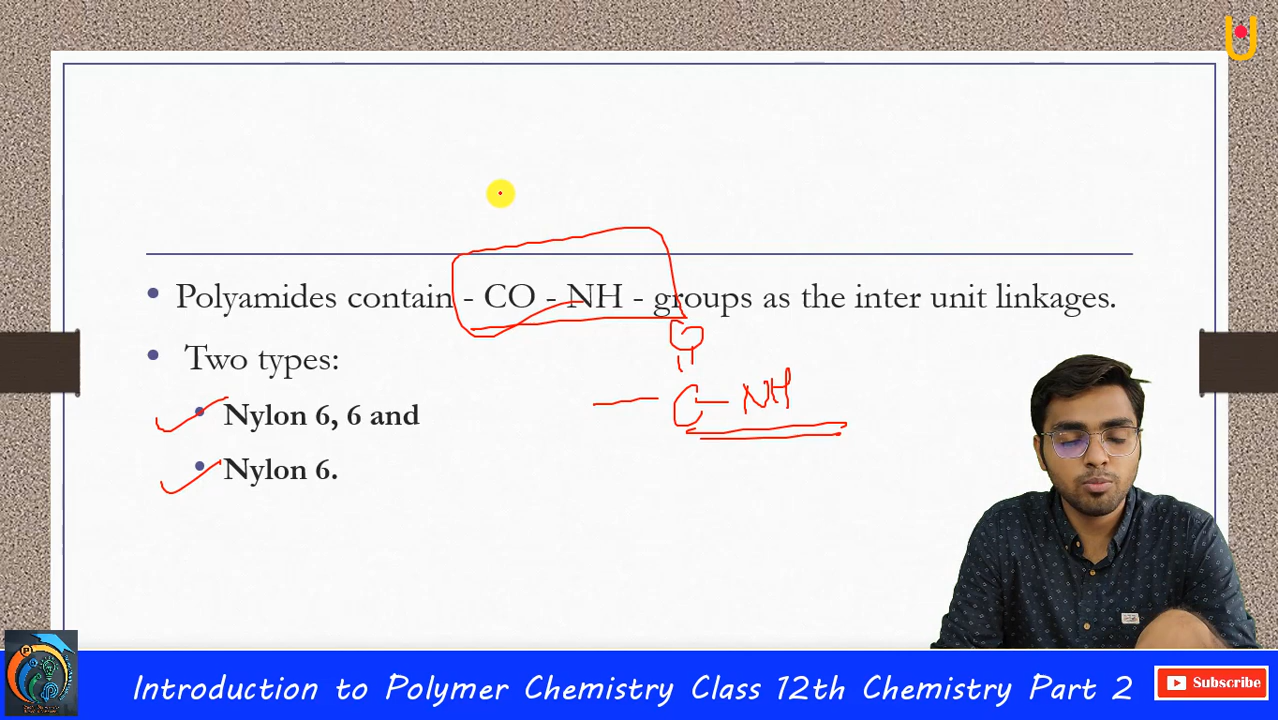 • Polyamides contain - CO - NH - groups as the inter unit linkages.
O
C - NH
• Two types:
• Nylon 6, 6 and
• Nylon 6.
Introduction to Polymer Chemistry Class 12th Chemistry Part 2
Subscribe